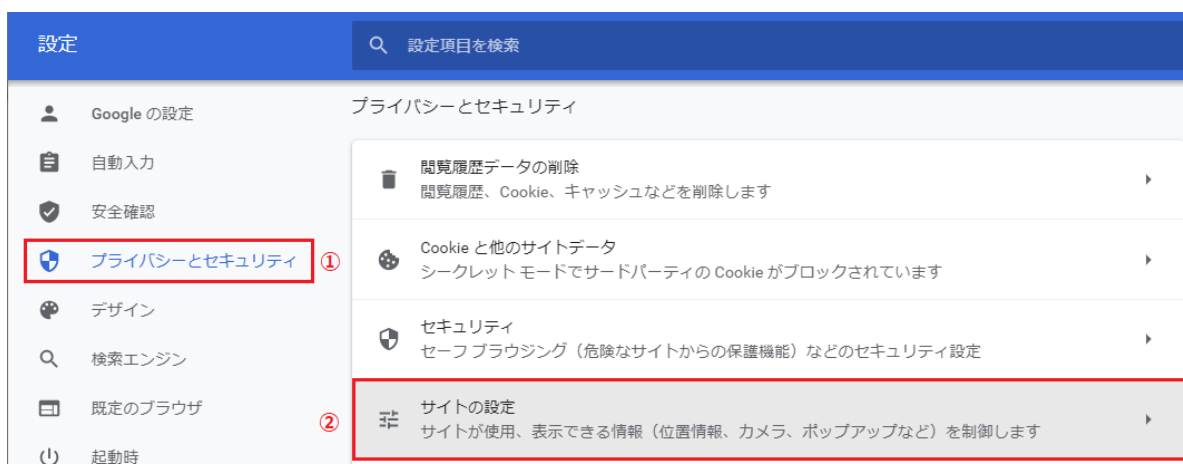 設定
設定項目を検索
Google の設定
自動入力
安全確認
プライバシーとセキュリティ ①
デザイン
検索エンジン
既定のブラウザ
起動時
プライバシーとセキュリティ
閲覧履歴データの削除
閲覧履歴、Cookie、キャッシュなどを削除します
Cookie と他のサイトデータ
シークレット モードでサードパーティの Cookie がブロックされています
セキュリティ
セーフ ブラウジング（危険なサイトからの保護機能）などのセキュリティ設定
② サイトの設定
サイトが使用、表示できる情報（位置情報、カメラ、ポップアップなど）を制御します